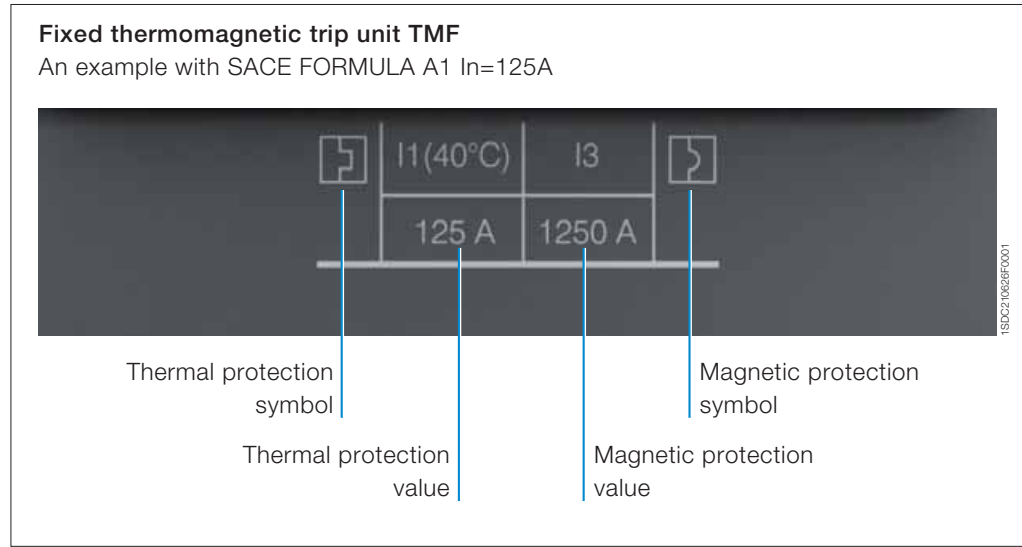 Fixed thermomagnetic trip unit TMF
An example with SACE FORMULA A1 In=125A
I1(40°C) I3
125 A 1250 A
1SDC210626F0001
Thermal protection
symbol
Magnetic protection
symbol
Thermal protection
value
Magnetic protection
value